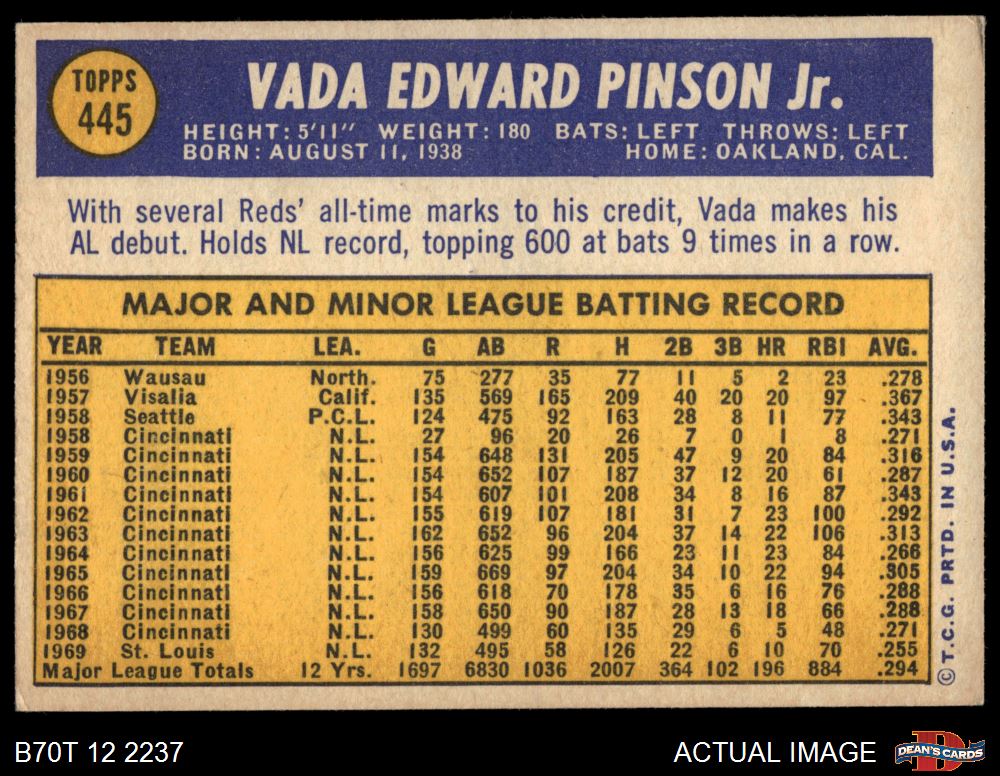 TOPPS
445
VADA EDWARD PINSON Jr.
HEIGHT: 5'11" WEIGHT: 180 BATS: LEFT THROWS: LEFT
BORN: AUGUST 11, 1938 HOME: OAKLAND, CAL.
With several Reds' all-time marks to his credit, Vada makes his
AL debut. Holds NL record, topping 600 at bats 9 times in a row.
MAJOR AND MINOR LEAGUE BATTING RECORD
YEAR TEAM LEA. G AB R H 2B 3B HR RBI AVG.
1956 Wausau North. 75 277 35 77 11 5 2 23 .278
1957 Visalia Calif. 135 569 165 209 40 20 20 97 .367
1958 Seattle P.C.L. 124 475 92 163 28 8 11 77 .343
1958 Cincinnati N.L. 27 96 20 26 7 0 1 8 .271
1959 Cincinnati N.L. 154 648 131 205 47 9 20 84 .316
1960 Cincinnati N.L. 154 652 107 187 37 12 20 61 .287
1961 Cincinnati N.L. 154 607 101 208 34 8 16 87 .343
1962 Cincinnati N.L. 155 619 107 181 31 7 23 100 .292
1963 Cincinnati N.L. 162 652 96 204 37 14 22 106 .313
1964 Cincinnati N.L. 156 625 99 166 23 11 23 84 .266
1965 Cincinnati N.L. 159 669 97 204 34 10 22 94 .305
1966 Cincinnati N.L. 156 618 70 178 35 6 16 76 .288
1967 Cincinnati N.L. 158 650 90 187 28 13 18 66 .288
1968 Cincinnati N.L. 130 499 60 135 29 6 5 48 .271
1969 St. Louis N.L. 132 495 58 126 22 6 10 70 .255
Major League Totals 12 Yrs. 1697 6830 1036 2007 364 102 196 884 .294
© T.C.G. PRTD. IN U.S.A.
B70T 12 2237
ACTUAL IMAGE
DEAN'S CARDS